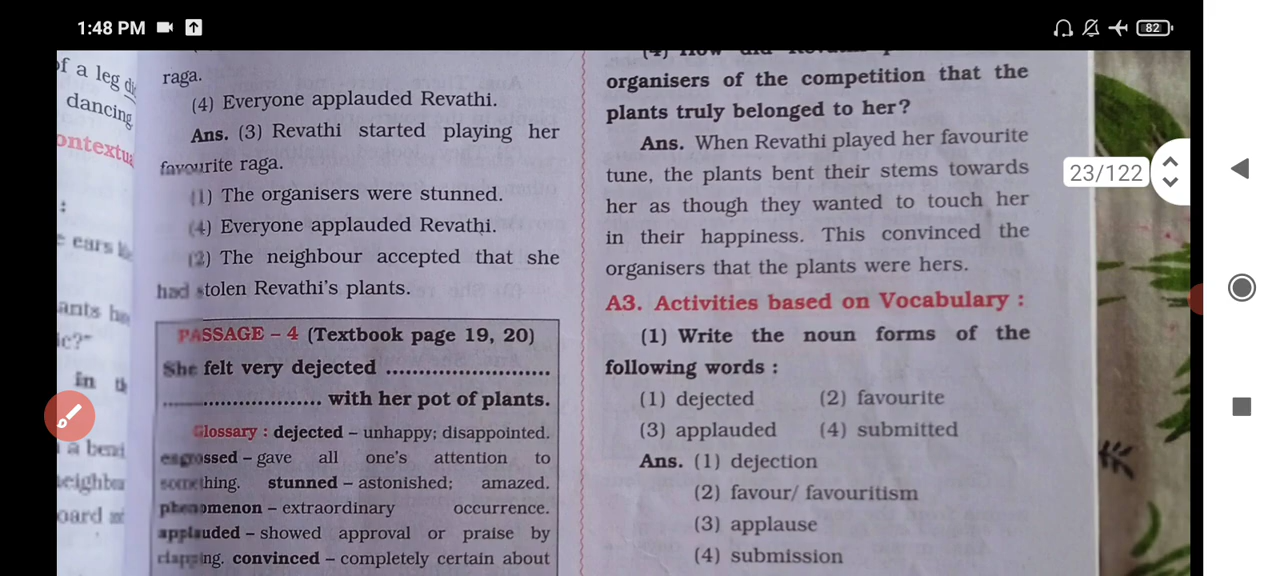 1:48 PM
82
of a leg
dancing
raga.
(4) Everyone applauded Revathi.
Ans. (3) Revathi started playing her
favourite raga.
(1) The organisers were stunned.
(4) Everyone applauded Revathi.
(2) The neighbour accepted that she
had stolen Revathi's plants.
PASSAGE – 4 (Textbook page 19, 20)
She felt very dejected ........................
...................... with her pot of plants.
Glossary : dejected – unhappy; disappointed.
engrossed – gave all one's attention to
something. stunned – astonished; amazed.
phenomenon – extraordinary occurrence.
applauded – showed approval or praise by
clapping. convinced – completely certain about
organisers of the competition that the
plants truly belonged to her?
Ans. When Revathi played her favourite
tune, the plants bent their stems towards
her as though they wanted to touch her
in their happiness. This convinced the
organisers that the plants were hers.
A3. Activities based on Vocabulary :
(1) Write the noun forms of the
following words :
(1) dejected (2) favourite
(3) applauded (4) submitted
Ans. (1) dejection
(2) favour/ favouritism
(3) applause
(4) submission
23/122